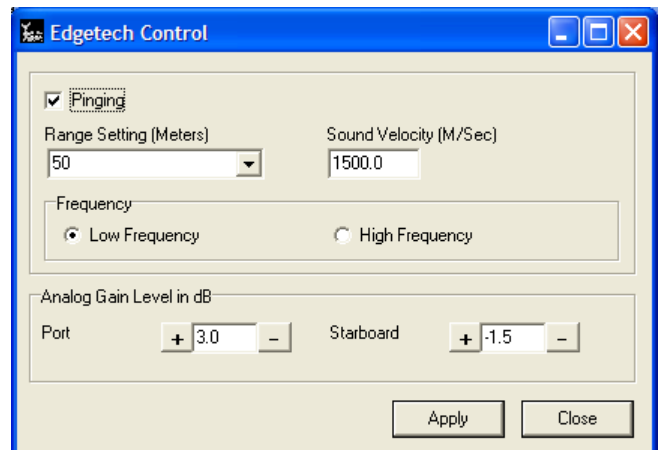 Edgetech Control
Pinging
Range Setting (Meters) Sound Velocity (M/Sec)
50 1500.0
Frequency
Low Frequency High Frequency
Analog Gain Level in dB
Port + 3.0 - Starboard + -1.5 -
Apply Close